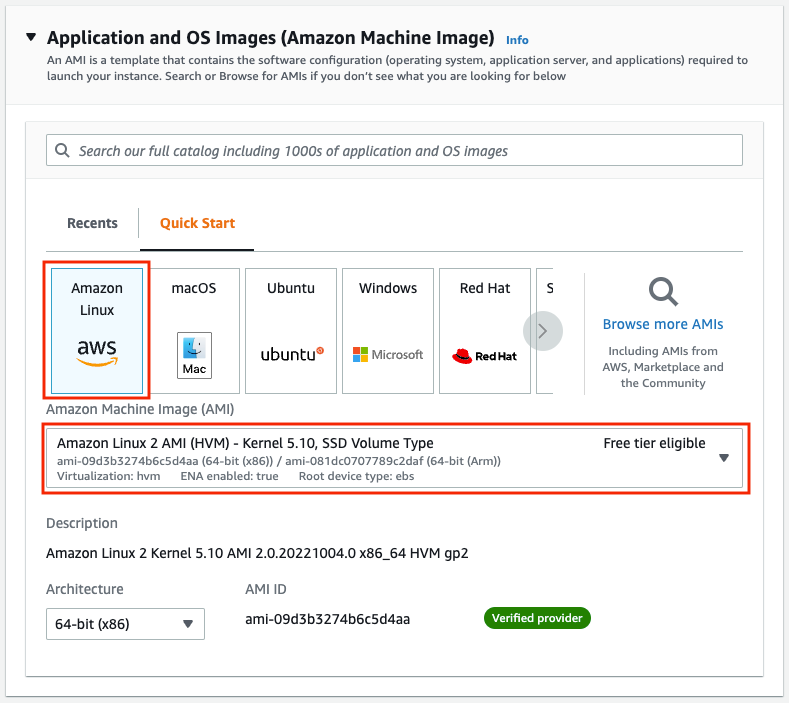 Application and OS Images (Amazon Machine Image) Info
An AMI is a template that contains the software configuration (operating system, application server, and applications) required to
launch your instance. Search or Browse for AMIs if you don’t see what you are looking for below
Search our full catalog including 1000s of application and OS images
Recents
Quick Start
Amazon
Linux
aws
macOS
Mac
Ubuntu
ubuntu
Windows
Microsoft
Red Hat
Red Hat
S
Browse more AMIs
Including AMIs from
AWS, Marketplace and
the Community
Amazon Machine Image (AMI)
Amazon Linux 2 AMI (HVM) - Kernel 5.10, SSD Volume Type
Free tier eligible
ami-09d3b3274b6c5d4aa (64-bit (x86)) / ami-081dc0707789c2daf (64-bit (Arm))
Virtualization: hvm ENA enabled: true Root device type: ebs
Description
Amazon Linux 2 Kernel 5.10 AMI 2.0.20221004.0 x86_64 HVM gp2
Architecture
AMI ID
64-bit (x86)
ami-09d3b3274b6c5d4aa
Verified provider